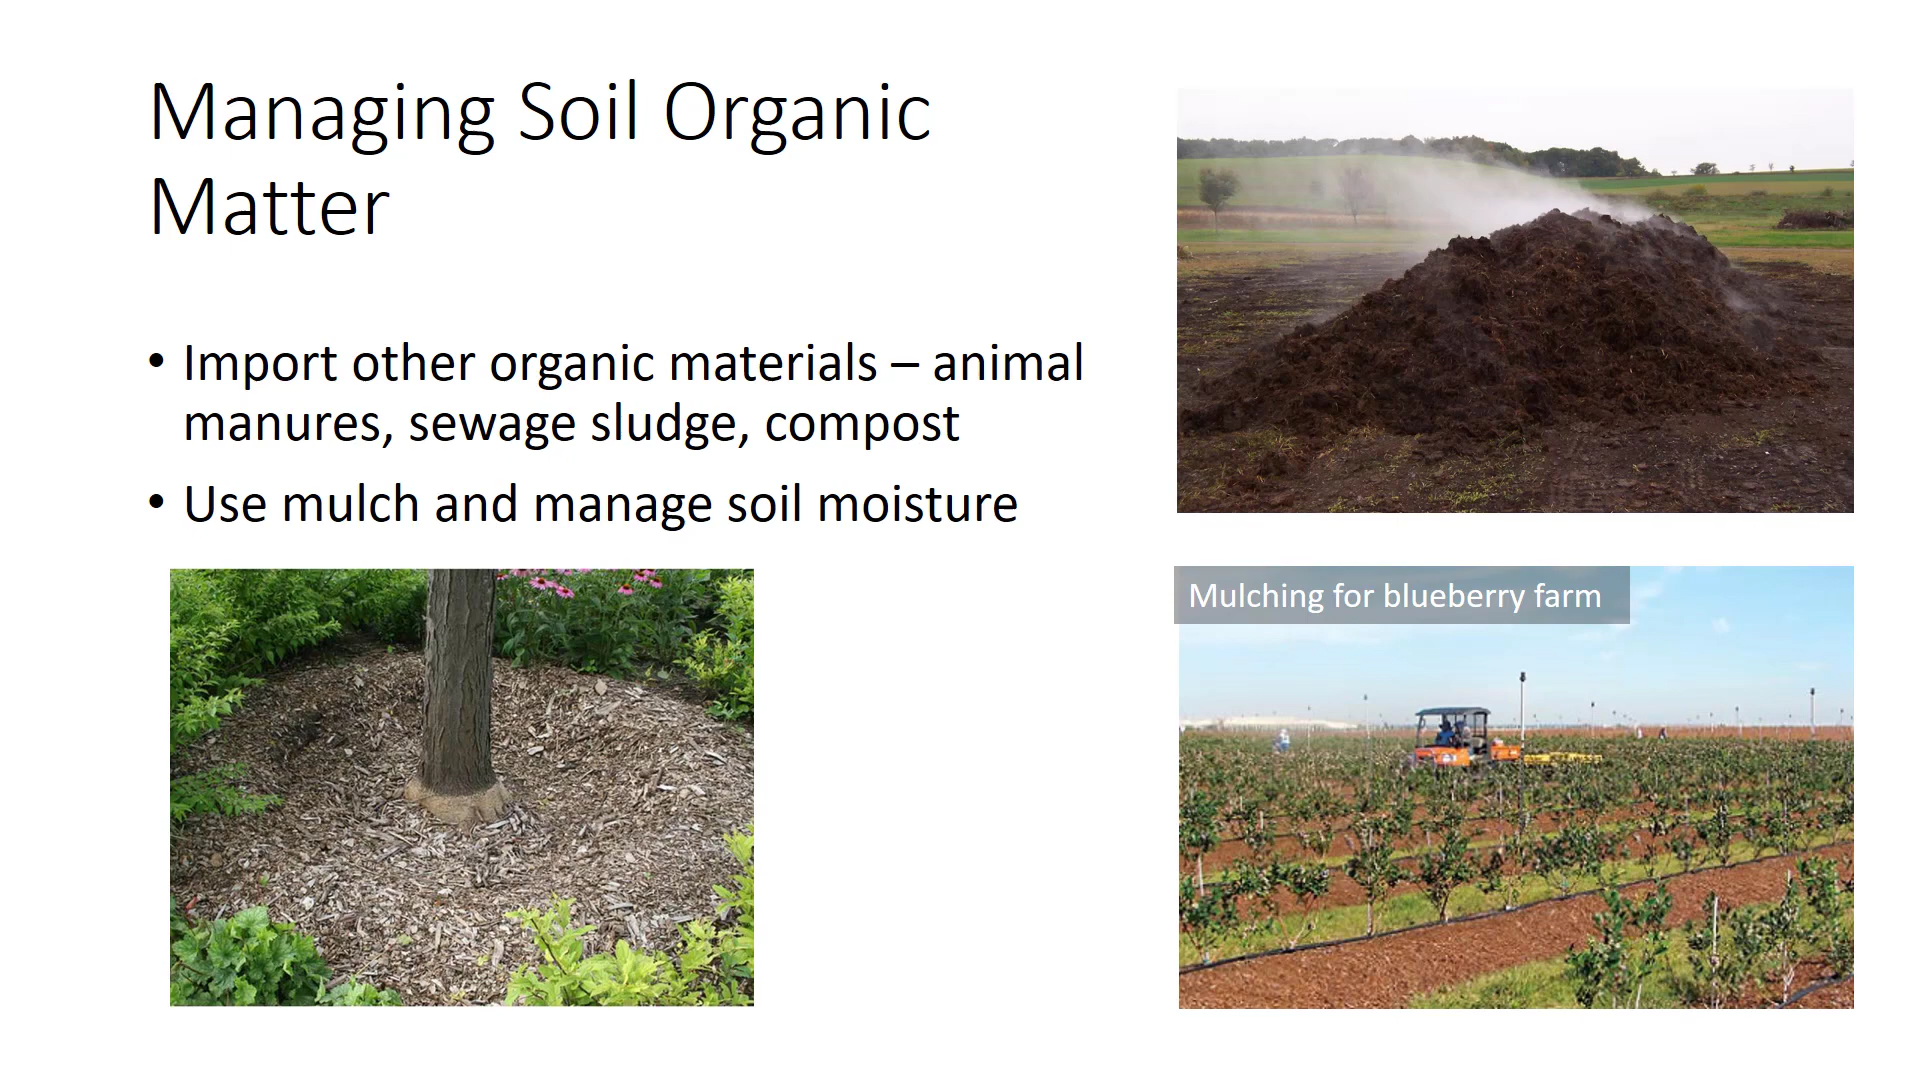 Managing Soil Organic
Matter
• Import other organic materials – animal
manures, sewage sludge, compost
• Use mulch and manage soil moisture
Mulching for blueberry farm